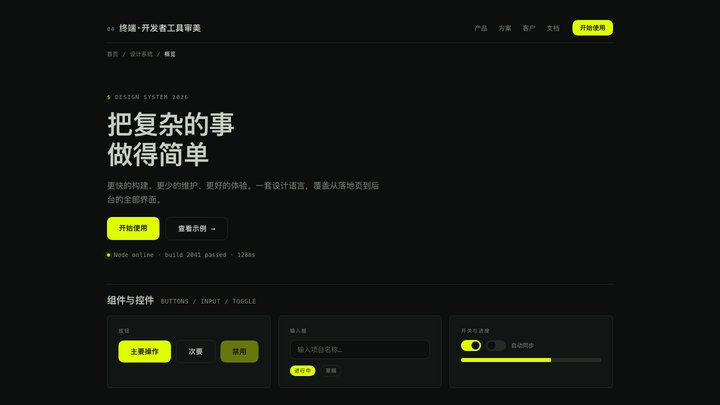 04 终端·开发者工具审美
产品 方案 客户 文档 开始使用
首页 / 设计系统 / 概览
$ DESIGN SYSTEM 2026
把复杂的事
做得简单
更快的构建、更少的维护、更好的体验。一套设计语言，覆盖从落地页到后
台的全部界面。
开始使用 查看示例 →
Node online · build 2041 passed · 128ms
组件与控件 BUTTONS / INPUT / TOGGLE
按钮
主要操作 次要 禁用
输入框
输入项目名称…
进行中 草稿
开关与进度
自动同步